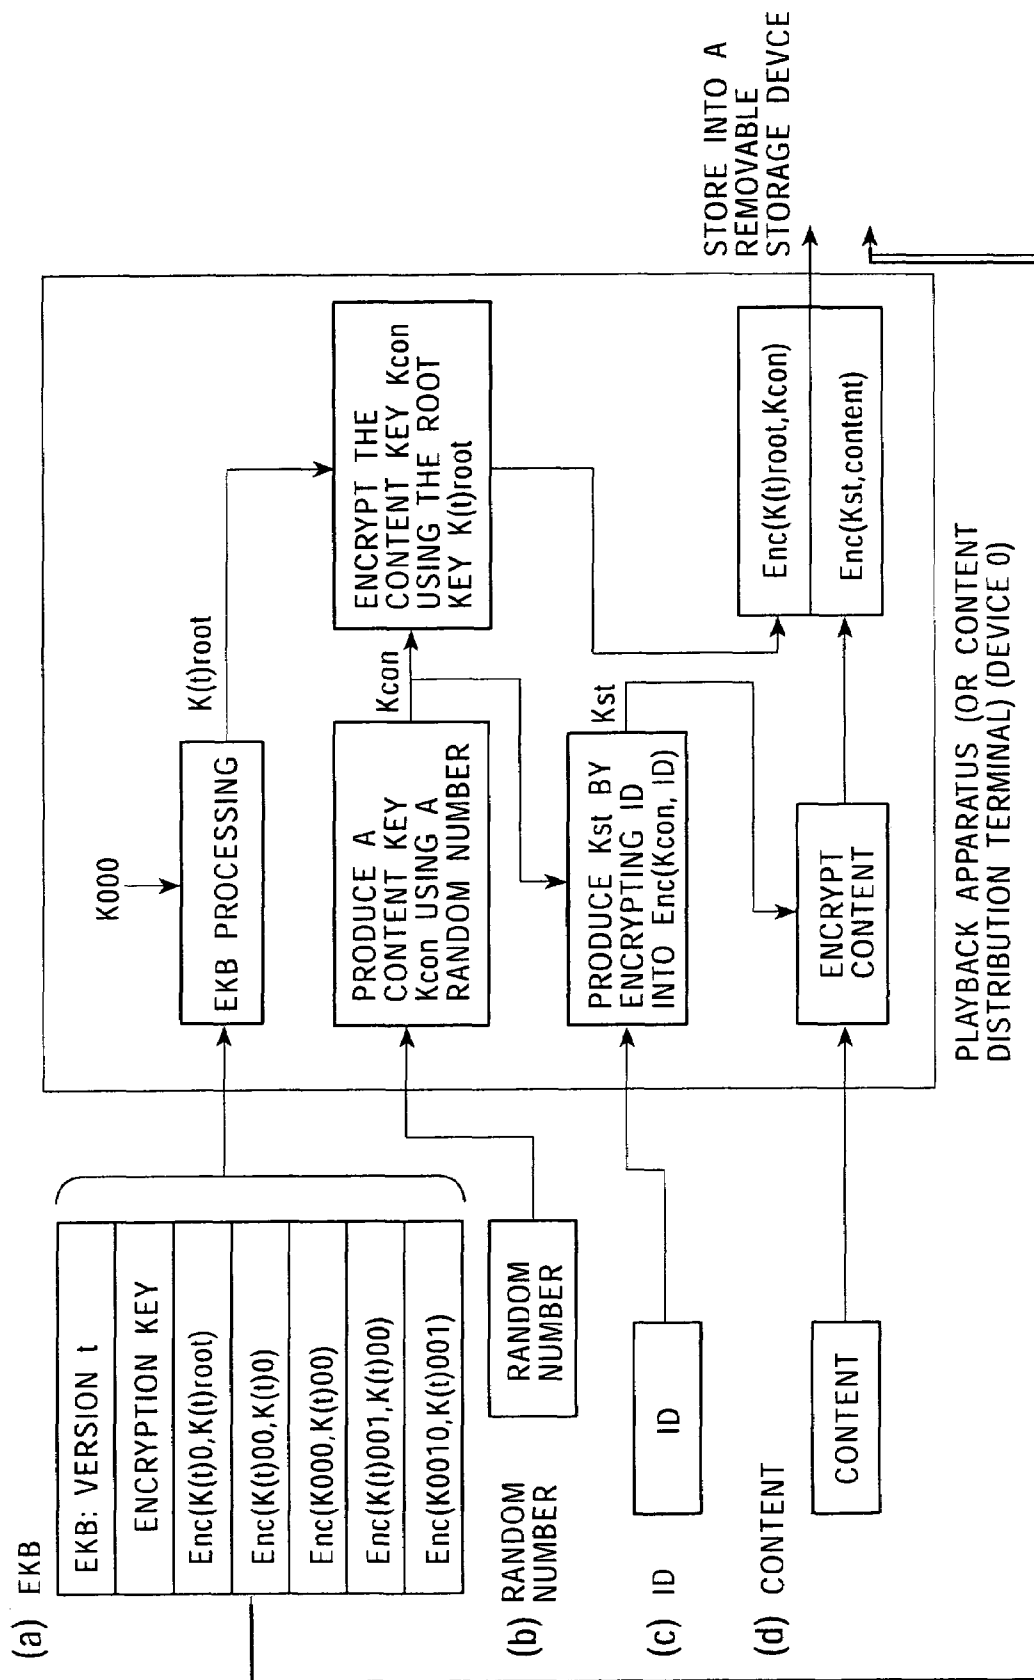 (a) EKB
EKB: VERSION t
ENCRYPTION KEY
Enc(K(t)0,K(t)root)
Enc(K(t)00,K(t)0)
Enc(K000,K(t)00)
Enc(K(t)001,K(t)00)
Enc(K0010,K(t)001)
(b) RANDOM
NUMBER
RANDOM
NUMBER
(c) ID
ID
(d) CONTENT
CONTENT
K000
EKB PROCESSING
K(t)root
PRODUCE A
CONTENT KEY
Kcon USING A
RANDOM NUMBER
Kcon
ENCRYPT THE
CONTENT KEY Kcon
USING THE ROOT
KEY K(t)root
PRODUCE Kst BY
ENCRYPTING ID
INTO Enc(Kcon, ID)
Kst
ENCRYPT
CONTENT
Enc(K(t)root,Kcon)
Enc(Kst,content)
STORE INTO A
REMOVABLE
STORAGE DEVCE
PLAYBACK APPARATUS (OR CONTENT
DISTRIBUTION TERMINAL) (DEVICE 0)